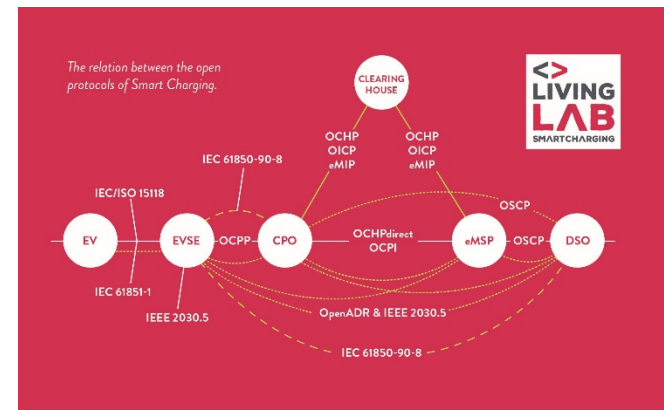 The relation between the open
protocols of Smart Charging.
<>
LIVING
LAB
SMARTCHARGING
CLEARING
HOUSE
OCHP
OICP
eMIP
OCHP
OICP
eMIP
IEC 61850-90-8
IEC/ISO 15118
OSCP
EV
EVSE
OCPP
CPO
OCHPdirect
OCPI
eMSP
OSCP
DSO
IEC 61851-1
IEEE 2030.5
OpenADR & IEEE 2030.5
IEC 61850-90-8